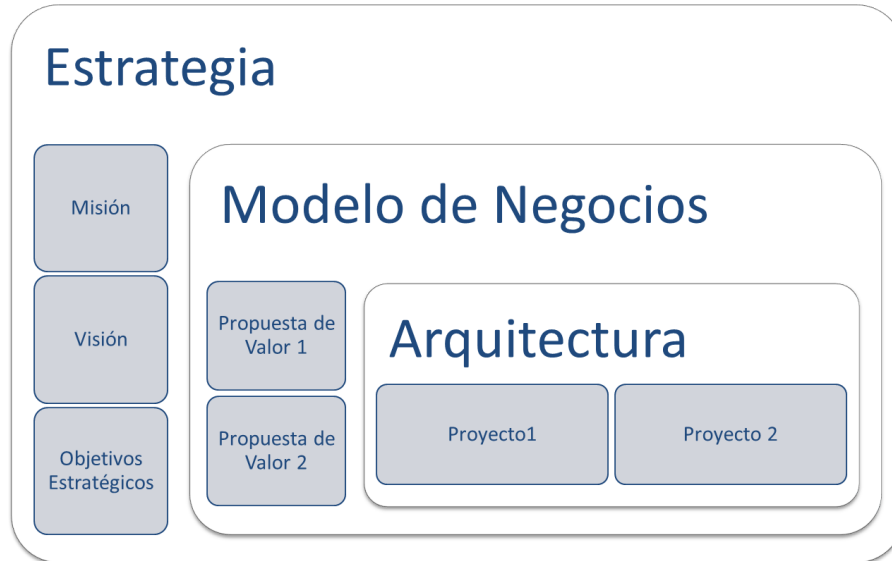 Estrategia
Misión
Visión
Objetivos
Estratégicos
Modelo de Negocios
Propuesta de
Valor 1
Propuesta de
Valor 2
Arquitectura
Proyecto1
Proyecto 2